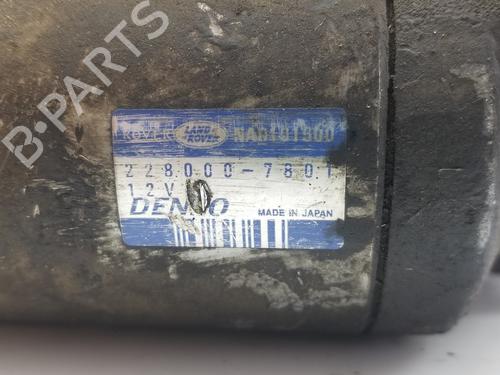 ROVER LAND ROVER NAD101500
228000-7801
12V
DENSO MADE IN JAPAN
B-PARTS